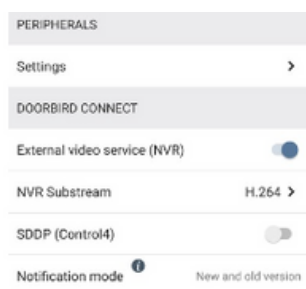 PERIPHERALS
Settings
DOORBIRD CONNECT
External video service (NVR)
NVR Substream H.264
SDDP (Control4)
Notification mode i New and old version